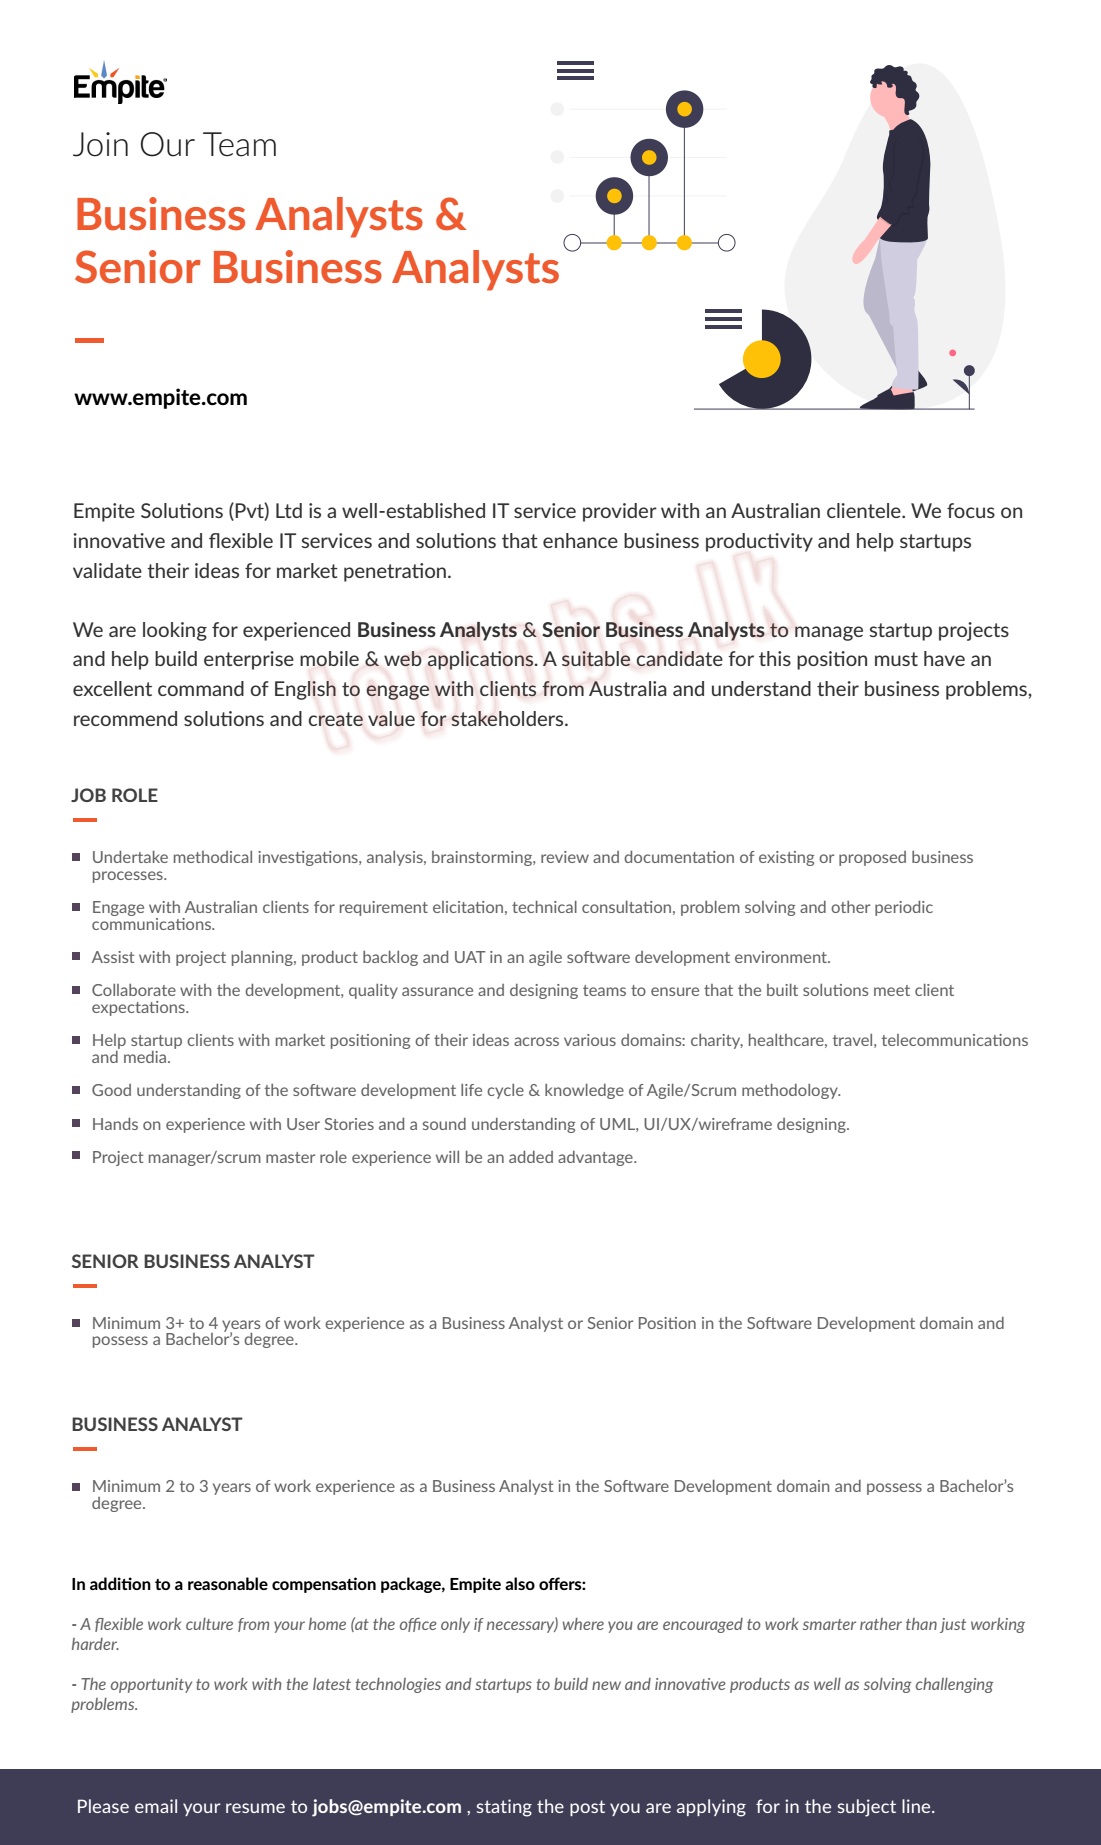 Empite
Join Our Team
Business Analysts &
Senior Business Analysts
www.empite.com
Empite Solutions (Pvt) Ltd is a well-established IT service provider with an Australian clientele. We focus on
innovative and flexible IT services and solutions that enhance business productivity and help startups
validate their ideas for market penetration.
We are looking for experienced Business Analysts & Senior Business Analysts to manage startup projects
and help build enterprise mobile & web applications. A suitable candidate for this position must have an
excellent command of English to engage with clients from Australia and understand their business problems,
recommend solutions and create value for stakeholders.
topjobs.lk
JOB ROLE
Undertake methodical investigations, analysis, brainstorming, review and documentation of existing or proposed business
processes.
Engage with Australian clients for requirement elicitation, technical consultation, problem solving and other periodic
communications.
Assist with project planning, product backlog and UAT in an agile software development environment.
Collaborate with the development, quality assurance and designing teams to ensure that the built solutions meet client
expectations.
Help startup clients with market positioning of their ideas across various domains: charity, healthcare, travel, telecommunications
and media.
Good understanding of the software development life cycle & knowledge of Agile/Scrum methodology.
Hands on experience with User Stories and a sound understanding of UML, UI/UX/wireframe designing.
Project manager/scrum master role experience will be an added advantage.
SENIOR BUSINESS ANALYST
Minimum 3+ to 4 years of work experience as a Business Analyst or Senior Position in the Software Development domain and
possess a Bachelor's degree.
BUSINESS ANALYST
Minimum 2 to 3 years of work experience as a Business Analyst in the Software Development domain and possess a Bachelor's
degree.
In addition to a reasonable compensation package, Empite also offers:
- A flexible work culture from your home (at the office only if necessary) where you are encouraged to work smarter rather than just working
harder.
- The opportunity to work with the latest technologies and startups to build new and innovative products as well as solving challenging
problems.
Please email your resume to jobs@empite.com , stating the post you are applying  for in the subject line.